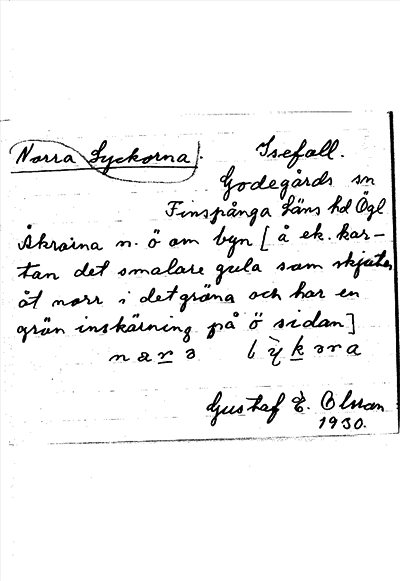 Norra Lyckorna. Isefall.
Godegårds sn
Finspånga Läns hd Ögl
Åkrarna n. ö om byn [å ek. kar-
tan det smalare gula som skjuter
åt norr i det gröna och har en
grön inskärning på ö sidan]
Gustaf E. Olsson
1930.